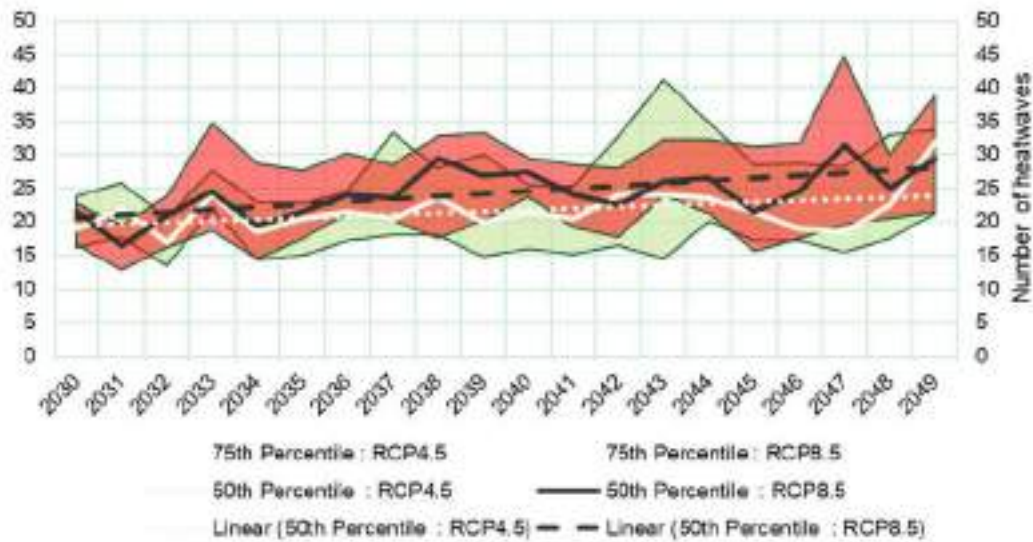 50 50
45 45
40 40
35 35
30 30
25 25
20 20
15 15
10 10
5 5
0 0
Number of heatwaves
2030 2031 2032 2033 2034 2035 2036 2037 2038 2039 2040 2041 2042 2043 2044 2045 2046 2047 2048 2049
75th Percentile : RCP4.5 75th Percentile : RCP8.5
50th Percentile : RCP4.5 50th Percentile : RCP8.5
Linear (50th Percentile : RCP4.5) Linear (50th Percentile : RCP8.5)